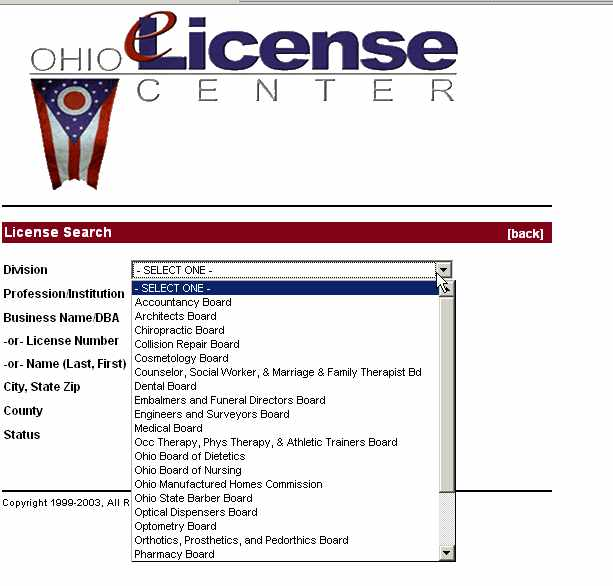 OHIO eLicense
CENTER
License Search [back]
Division - SELECT ONE -
Profession/Institution
Business Name/DBA
-or- License Number
-or- Name (Last, First)
City, State Zip
County
Status
- SELECT ONE -
Accountancy Board
Architects Board
Chiropractic Board
Collision Repair Board
Cosmetology Board
Counselor, Social Worker, & Marriage & Family Therapist Bd
Dental Board
Embalmers and Funeral Directors Board
Engineers and Surveyors Board
Medical Board
Occ Therapy, Phys Therapy, & Athletic Trainers Board
Ohio Board of Dietetics
Ohio Board of Nursing
Ohio Manufactured Homes Commission
Ohio State Barber Board
Optical Dispensers Board
Optometry Board
Orthotics, Prosthetics, and Pedorthics Board
Pharmacy Board
Copyright 1999-2003, All R